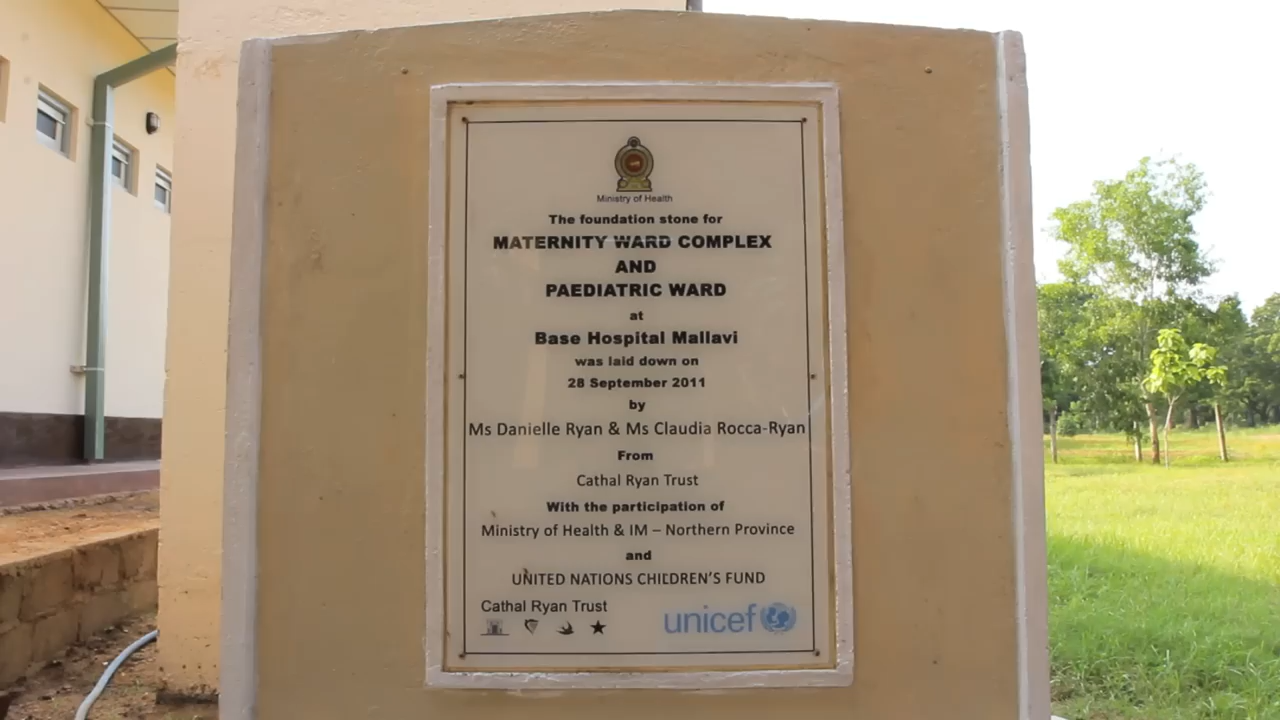 Ministry of Health
The foundation stone for
MATERNITY WARD COMPLEX
AND
PAEDIATRIC WARD
at
Base Hospital Mallavi
was laid down on
28 September 2011
by
Ms Danielle Ryan & Ms Claudia Rocca-Ryan
From
Cathal Ryan Trust
With the participation of
Ministry of Health & IM – Northern Province
and
UNITED NATIONS CHILDREN'S FUND
Cathal Ryan Trust
unicef